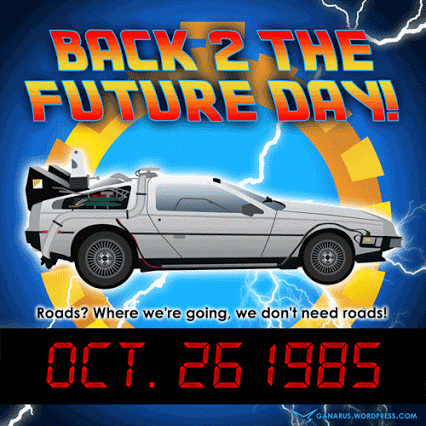 BACK 2 THE
FUTURE DAY!
Roads? Where we're going, we don't need roads!
OCT. 26 1985
GANARUS.WORDPRESS.COM